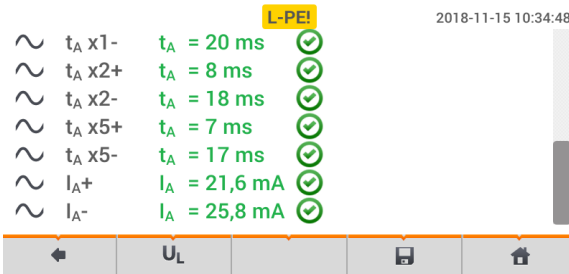 L-PE! 2018-11-15 10:34:48
tA x1- tA = 20 ms
tA x2+ tA = 8 ms
tA x2- tA = 18 ms
tA x5+ tA = 7 ms
tA x5- tA = 17 ms
IA+ IA = 21,6 mA
IA- IA = 25,8 mA
UL